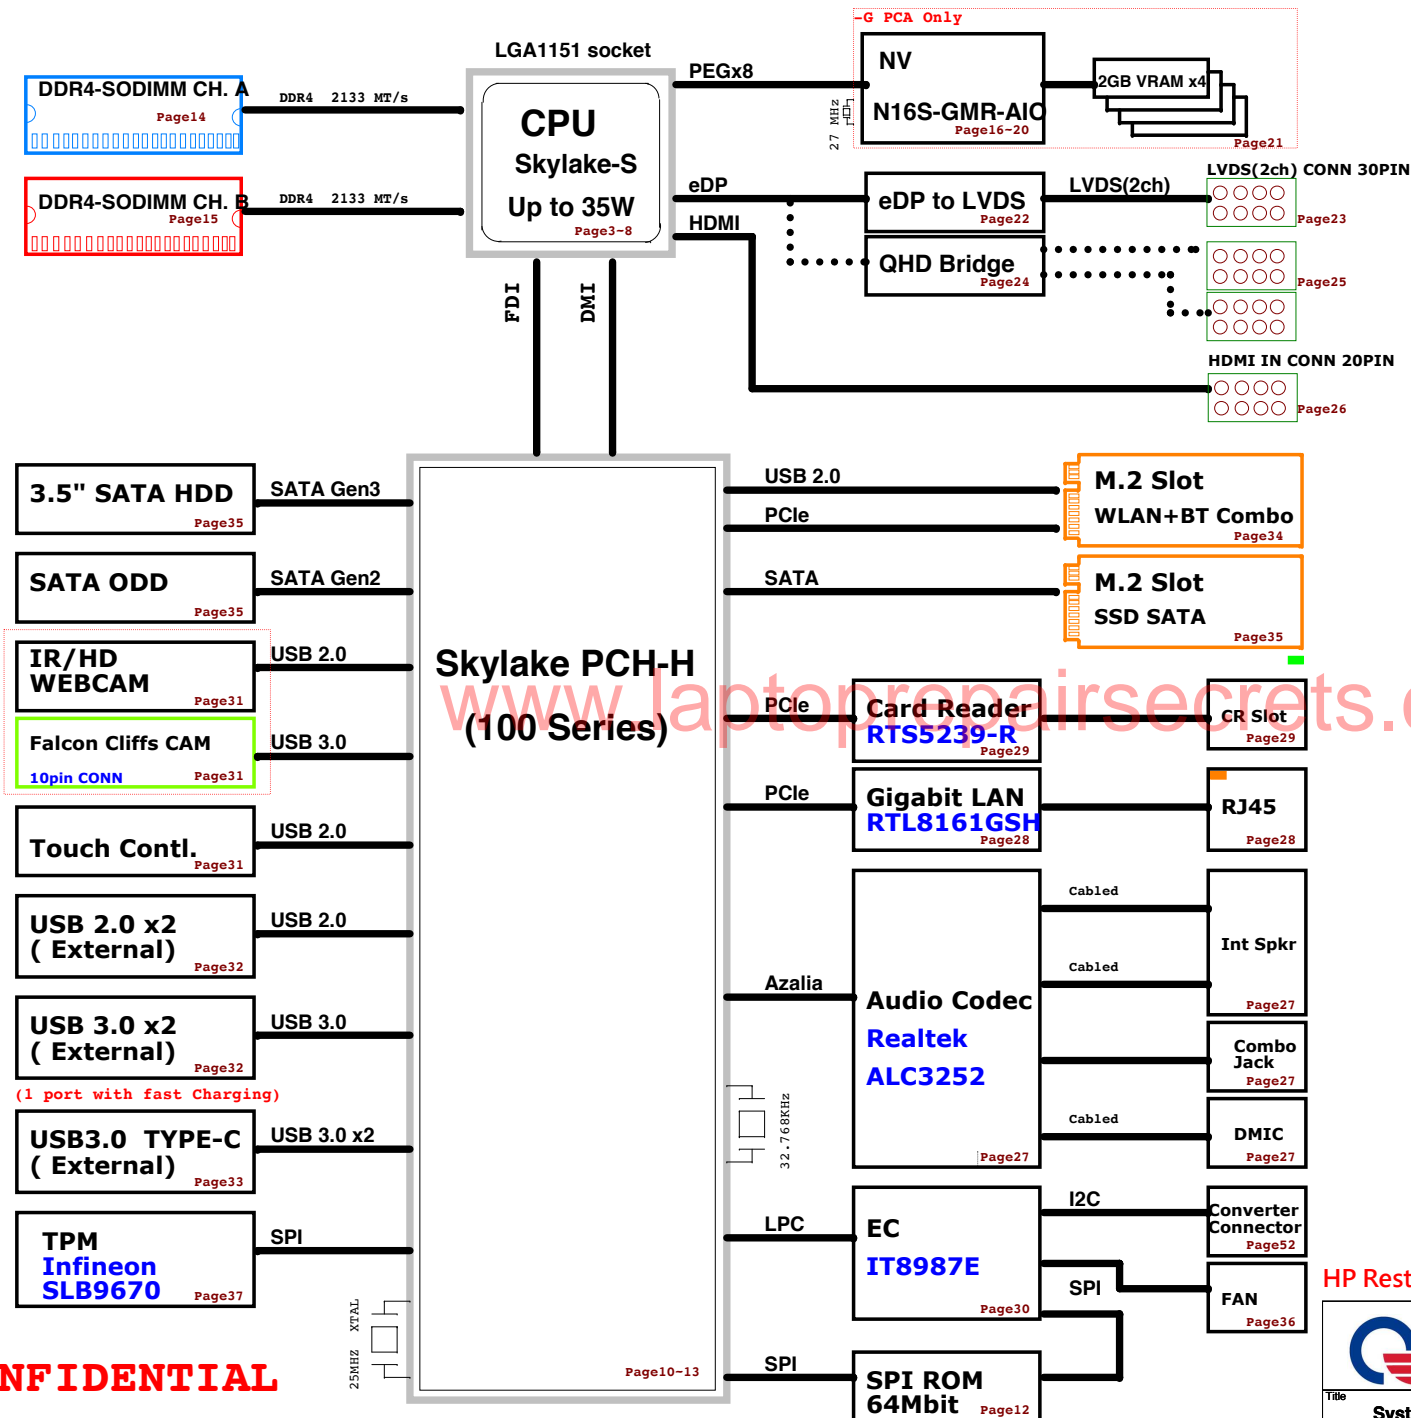 -G PCA Only
LGA1151 socket
DDR4-SODIMM CH. A
Page14
DDR4 2133 MT/s
CPU
Skylake-S
Up to 35W
Page3-8
PEGx8
27 MHz
NV
N16S-GMR-AIO
Page16-20
2GB VRAM x4
Page21
DDR4-SODIMM CH. B
Page15
DDR4 2133 MT/s
eDP
HDMI
eDP to LVDS
Page22
LVDS(2ch)
LVDS(2ch) CONN 30PIN
Page23
QHD Bridge
Page24
Page25
FDI
DMI
HDMI IN CONN 20PIN
Page26
3.5" SATA HDD
Page35
SATA Gen3
SATA ODD
Page35
SATA Gen2
IR/HD
WEBCAM
Page31
USB 2.0
Falcon Cliffs CAM
10pin CONN
Page31
USB 3.0
Touch Contl.
Page31
USB 2.0
USB 2.0 x2
( External)
Page32
USB 2.0
USB 3.0 x2
( External)
Page32
USB 3.0
(1 port with fast Charging)
USB3.0 TYPE-C
( External)
Page33
USB 3.0 x2
TPM
Infineon
SLB9670
Page37
SPI
25MHZ XTAL
Skylake PCH-H
(100 Series)
Page10-13
32.768KHz
USB 2.0
PCIe
M.2 Slot
WLAN+BT Combo
Page34
SATA
M.2 Slot
SSD SATA
Page35
www.laptoprepairsecrets.
PCIe
Card Reader
RTS5239-R
Page29
CR Slot
Page29
PCIe
Gigabit LAN
RTL8161GSH
Page28
RJ45
Page28
Azalia
Audio Codec
Realtek
ALC3252
Page27
Cabled
Cabled
Int Spkr
Page27
Combo
Jack
Page27
Cabled
DMIC
Page27
LPC
EC
IT8987E
Page30
I2C
Converter
Connector
Page52
SPI
FAN
Page36
SPI
SPI ROM
64Mbit
Page12
HP Rest
Title
Syst
NFIDENTIAL